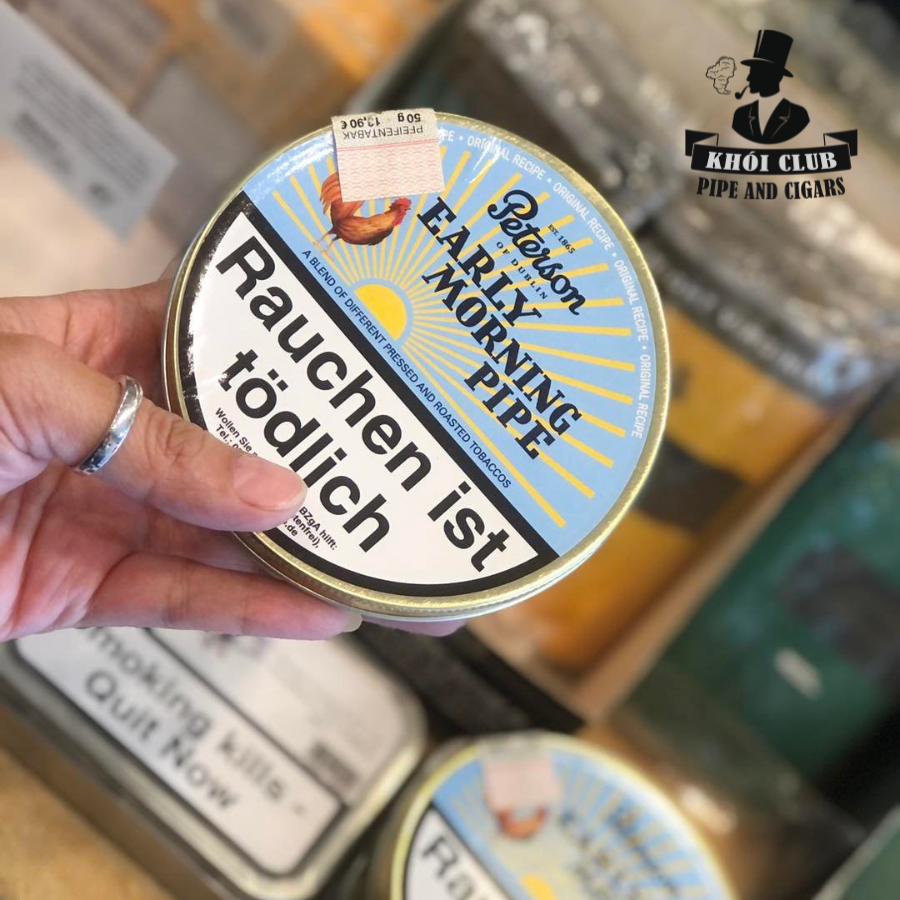 KHÓI CLUB
PIPE AND CIGARS
PFEIFENTABAK
50 g
ORIGINAL RECIPE • ORIGINAL RECIPE • ORIGINAL RECIPE • ORIGINAL RECIPE
Peterson
EST. 1865
OF DUBLIN
EARLY
MORNING
PIPE
A BLEND OF DIFFERENT PRESSED AND ROASTED TOBACCOS
Rauchen ist
tödlich
Wollen Sie
BZgA hilft:
Tel.:
Smoking kills -
Quit Now